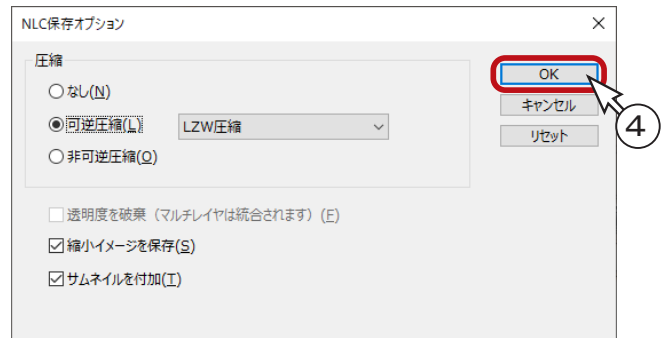 NLC保存オプション
圧縮
なし(N)
可逆圧縮(L)
LZW圧縮
非可逆圧縮(O)
透明度を破棄（マルチレイヤは統合されます）(F)
縮小イメージを保存(S)
サムネイルを付加(T)
OK
キャンセル
リセット
4